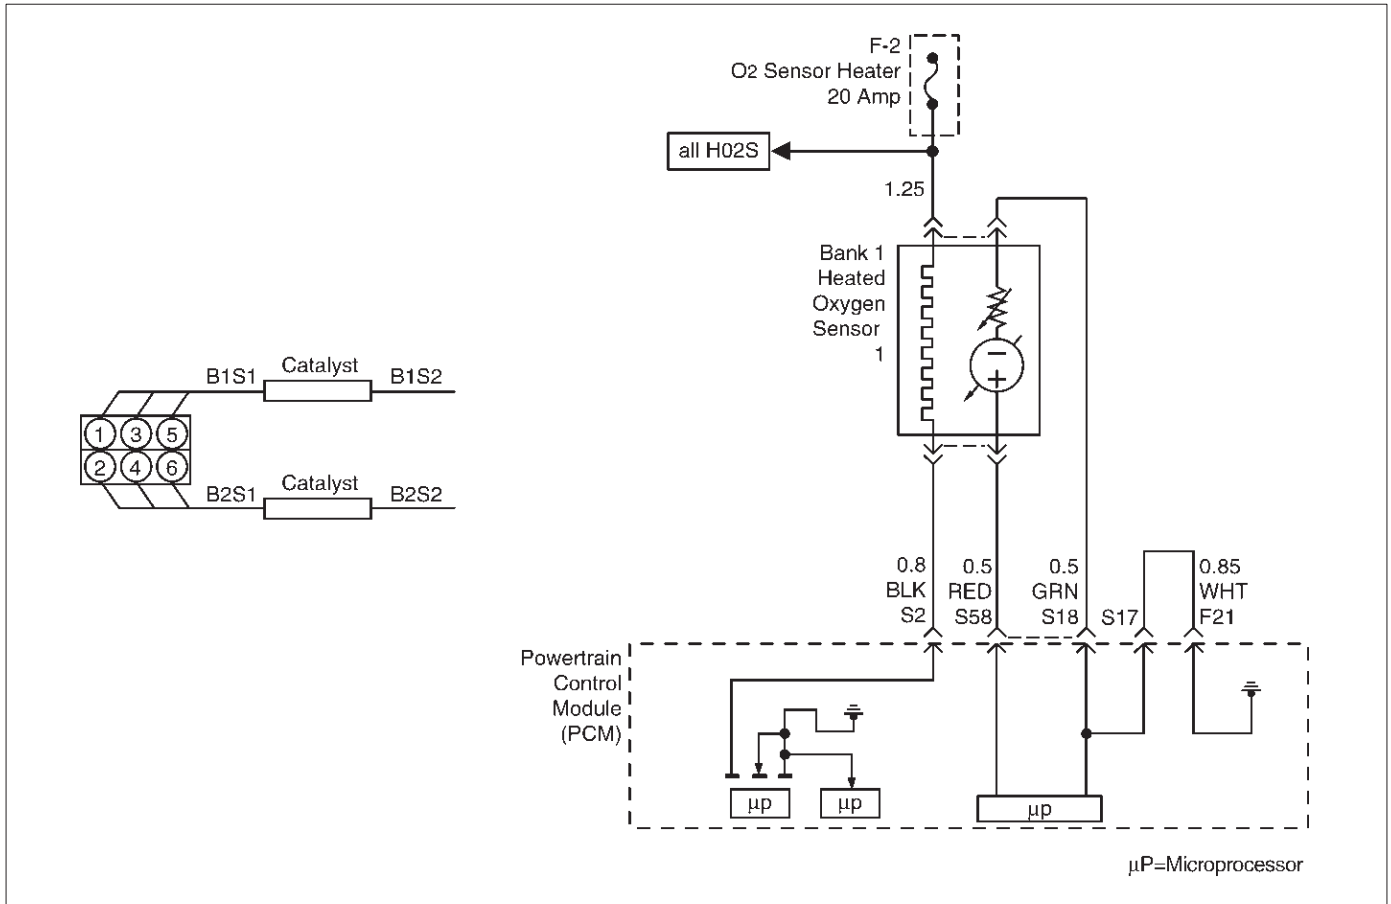 F-2
O2 Sensor Heater
20 Amp
all H02S
1.25
Bank 1
Heated
Oxygen
Sensor
1
B1S1
Catalyst
B1S2
1 3 5
2 4 6
B2S1
Catalyst
B2S2
0.8
BLK
S2
0.5
RED
S58
0.5
GRN
S18
S17
0.85
WHT
F21
Powertrain
Control
Module
(PCM)
μp
μp
μp
μP=Microprocessor